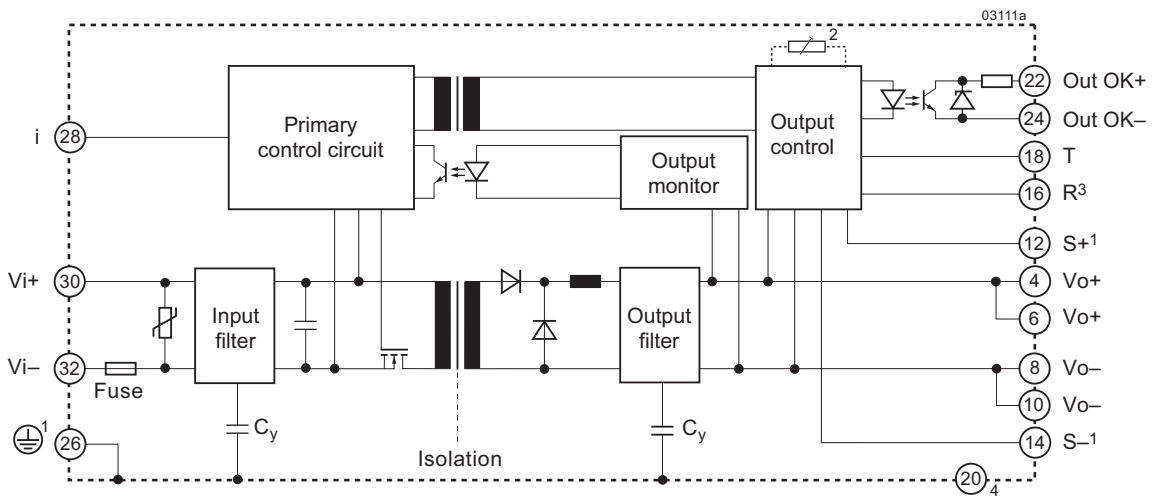 03111a
2
22 Out OK+
24 Out OK–
i 28
Primary
control circuit
Output
control
Output
monitor
18 T
16 R3
12 S+1
Vi+ 30
4 Vo+
Input
filter
Output
filter
6 Vo+
Vi– 32
Fuse
8 Vo–
10 Vo–
1 26
Cy
Cy
14 S–1
Isolation
20 4